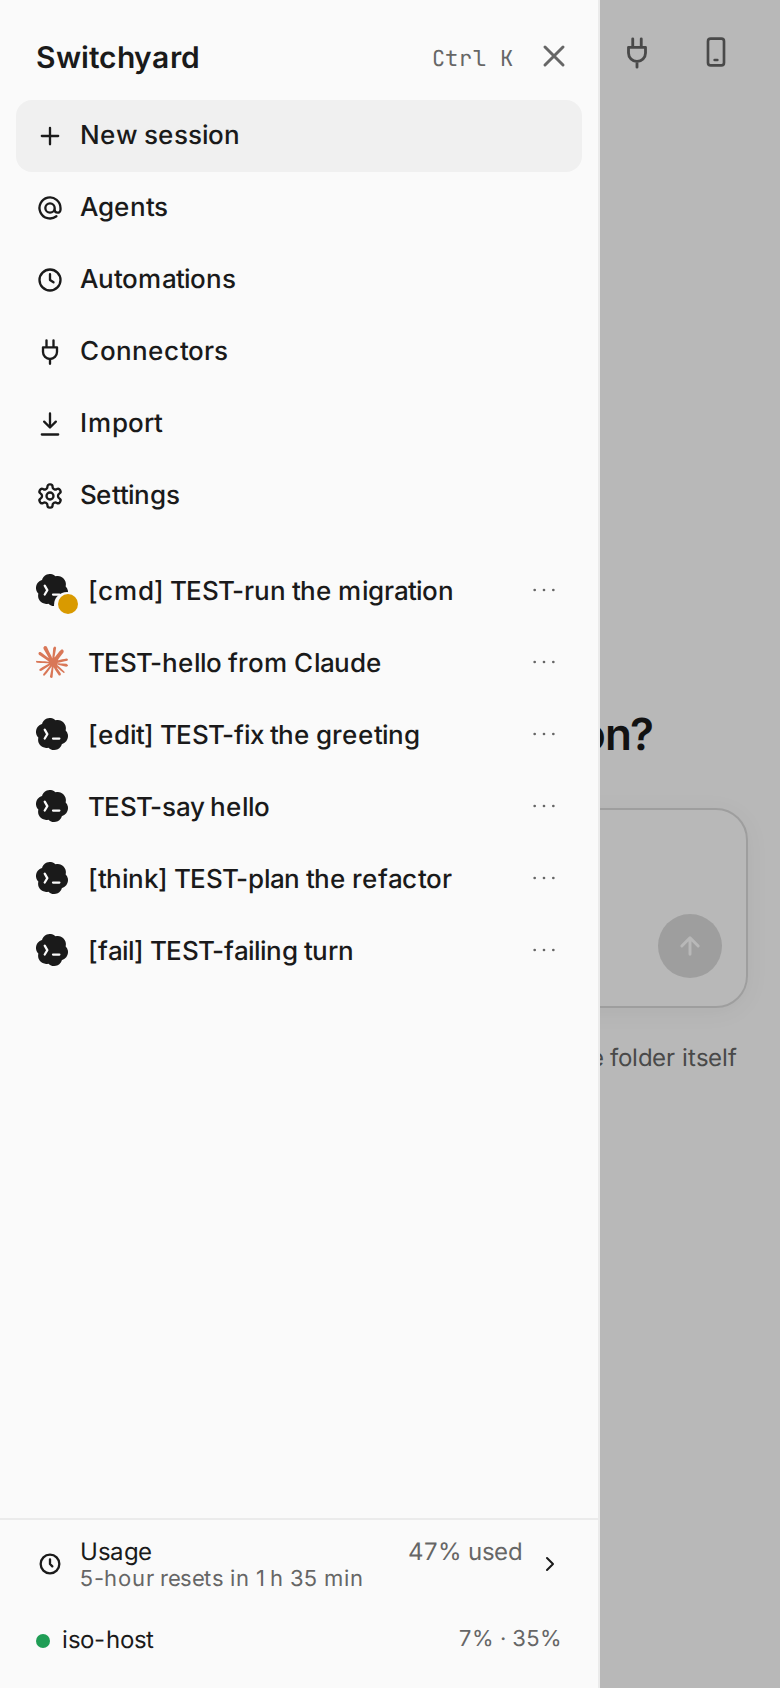 Switchyard
Ctrl K
New session
Agents
Automations
Connectors
Import
Settings
[cmd] TEST-run the migration
TEST-hello from Claude
[edit] TEST-fix the greeting
on?
TEST-say hello
[think] TEST-plan the refactor
[fail] TEST-failing turn
folder itself
Usage
47% used
5-hour resets in 1 h 35 min
iso-host
7% · 35%